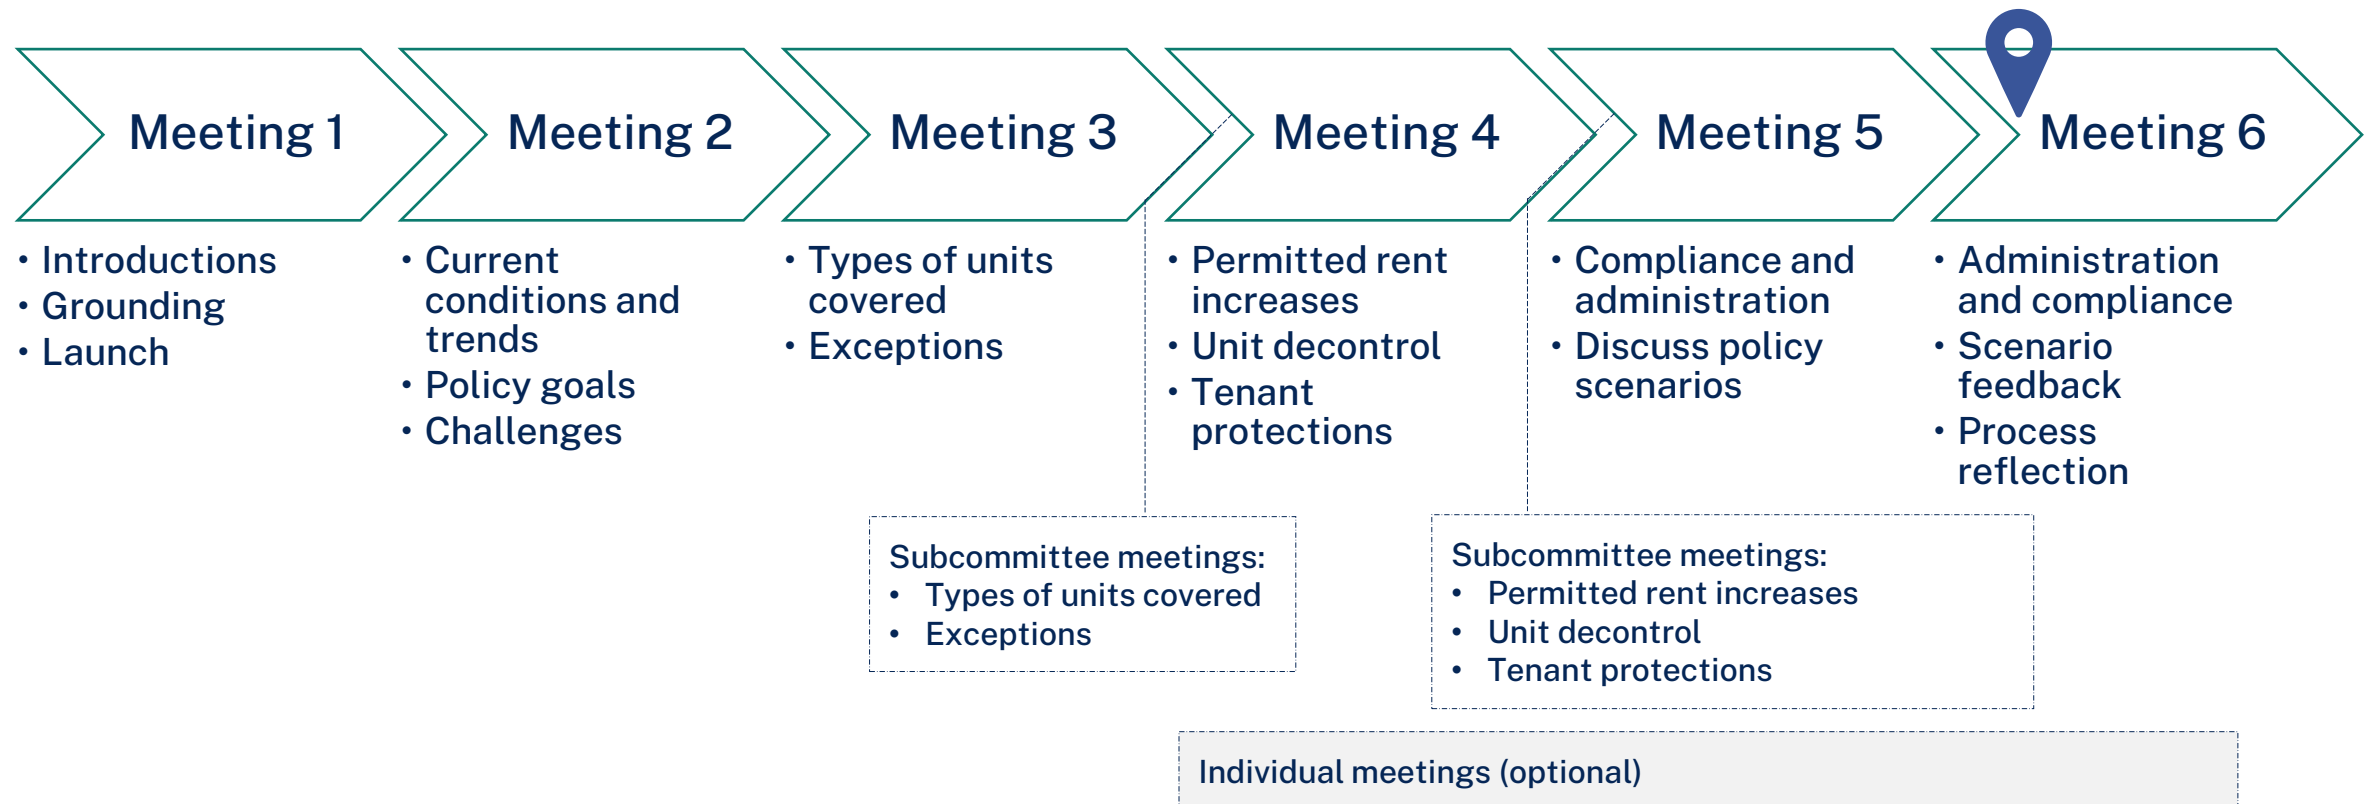 Meeting 1
• Introductions
• Grounding
• Launch
Meeting 2
• Current
conditions and
trends
• Policy goals
• Challenges
Meeting 3
• Types of units
covered
• Exceptions
Meeting 4
• Permitted rent
increases
• Unit decontrol
• Tenant
protections
Meeting 5
• Compliance and
administration
• Discuss policy
scenarios
Meeting 6
• Administration
and compliance
• Scenario
feedback
• Process
reflection
Subcommittee meetings:
• Types of units covered
• Exceptions
Subcommittee meetings:
• Permitted rent increases
• Unit decontrol
• Tenant protections
Individual meetings (optional)